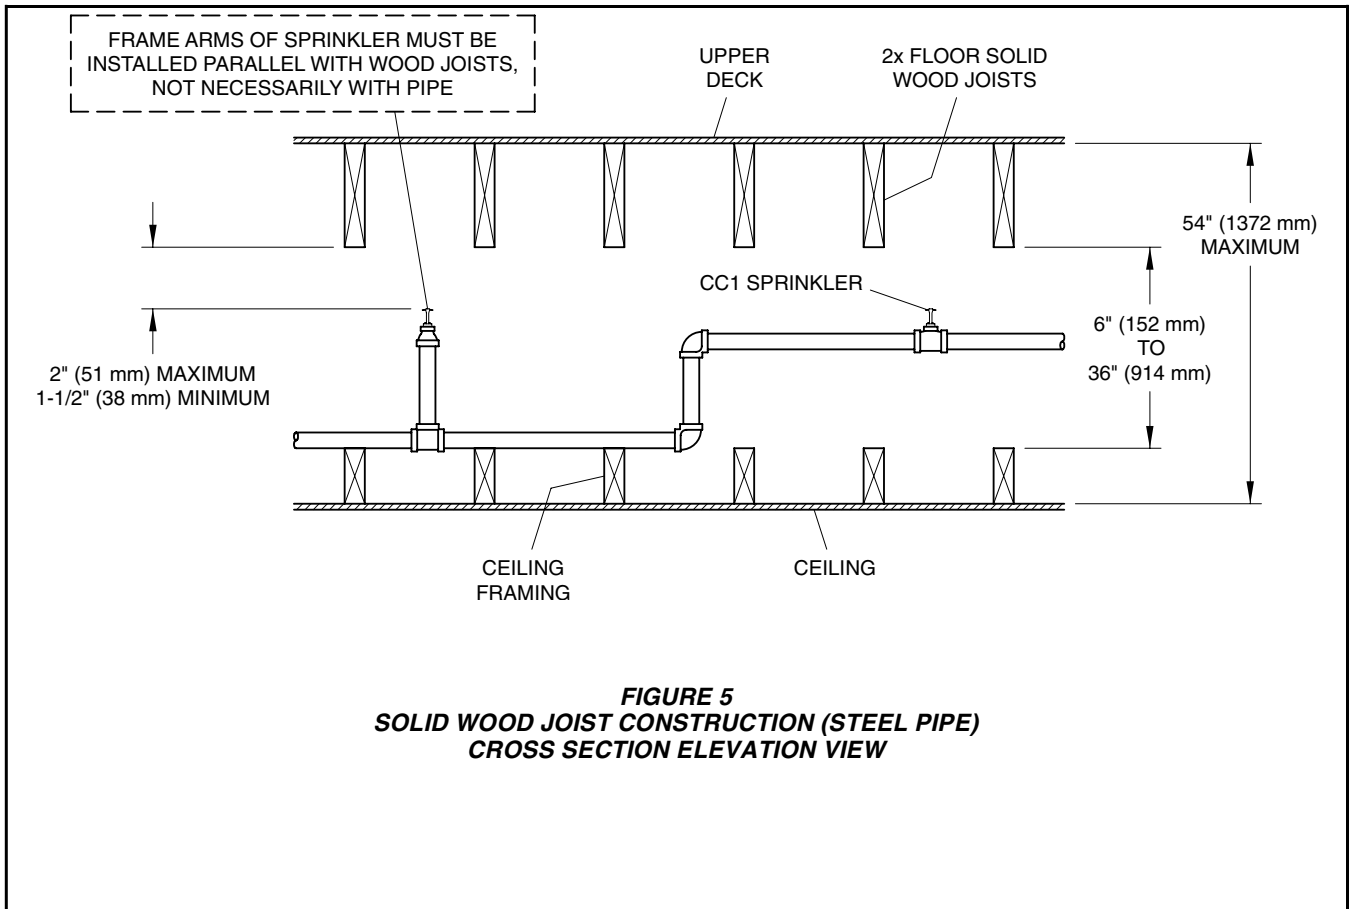 FRAME ARMS OF SPRINKLER MUST BE
INSTALLED PARALLEL WITH WOOD JOISTS,
NOT NECESSARILY WITH PIPE
UPPER
DECK
2x FLOOR SOLID
WOOD JOISTS
54" (1372 mm)
MAXIMUM
CC1 SPRINKLER
6" (152 mm)
TO
36" (914 mm)
2" (51 mm) MAXIMUM
1-1/2" (38 mm) MINIMUM
CEILING
FRAMING
CEILING
FIGURE 5
SOLID WOOD JOIST CONSTRUCTION (STEEL PIPE)
CROSS SECTION ELEVATION VIEW